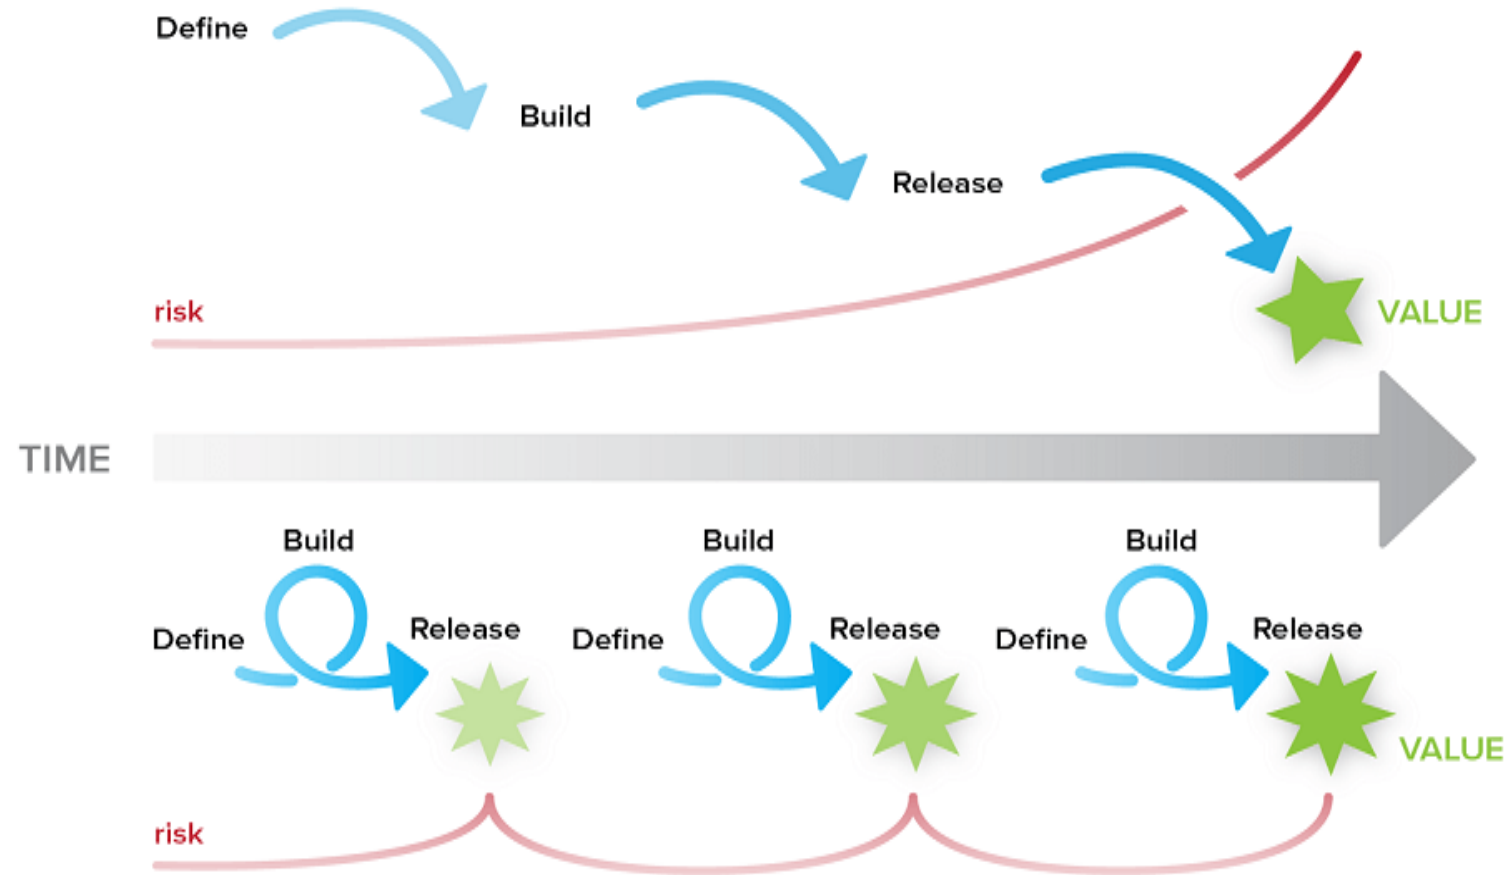 Define
Build
Release
risk
VALUE
TIME
Build
Build
Build
Define
Release
Define
Release
Define
Release
VALUE
risk